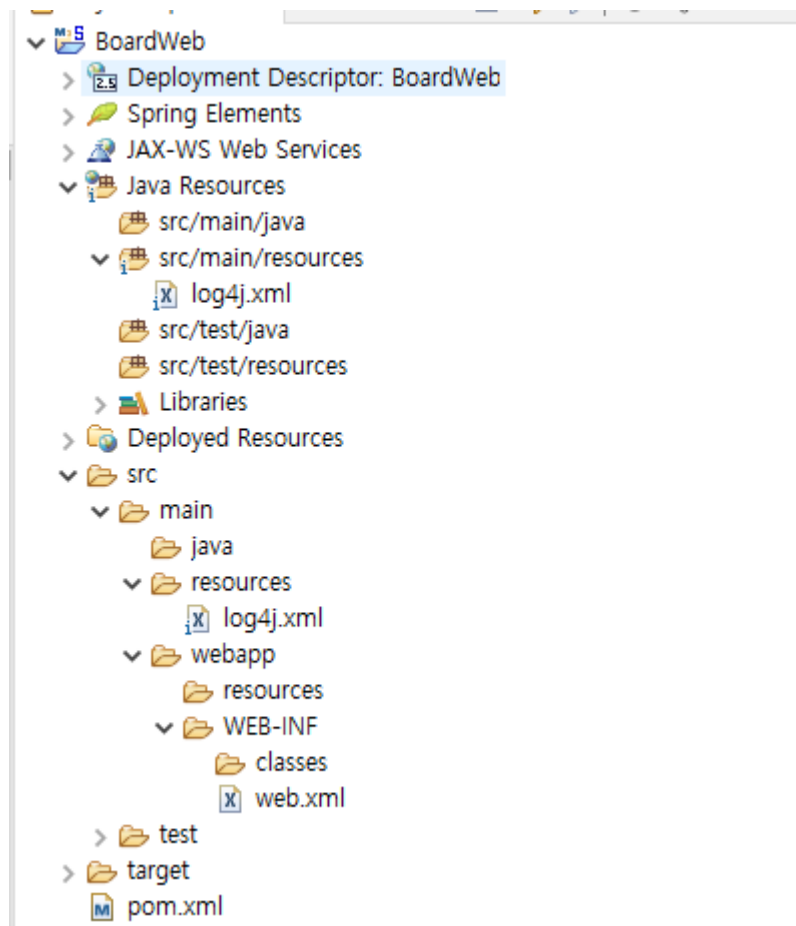 BoardWeb
Deployment Descriptor: BoardWeb
Spring Elements
JAX-WS Web Services
Java Resources
src/main/java
src/main/resources
log4j.xml
src/test/java
src/test/resources
Libraries
Deployed Resources
src
main
java
resources
log4j.xml
webapp
resources
WEB-INF
classes
web.xml
test
target
pom.xml